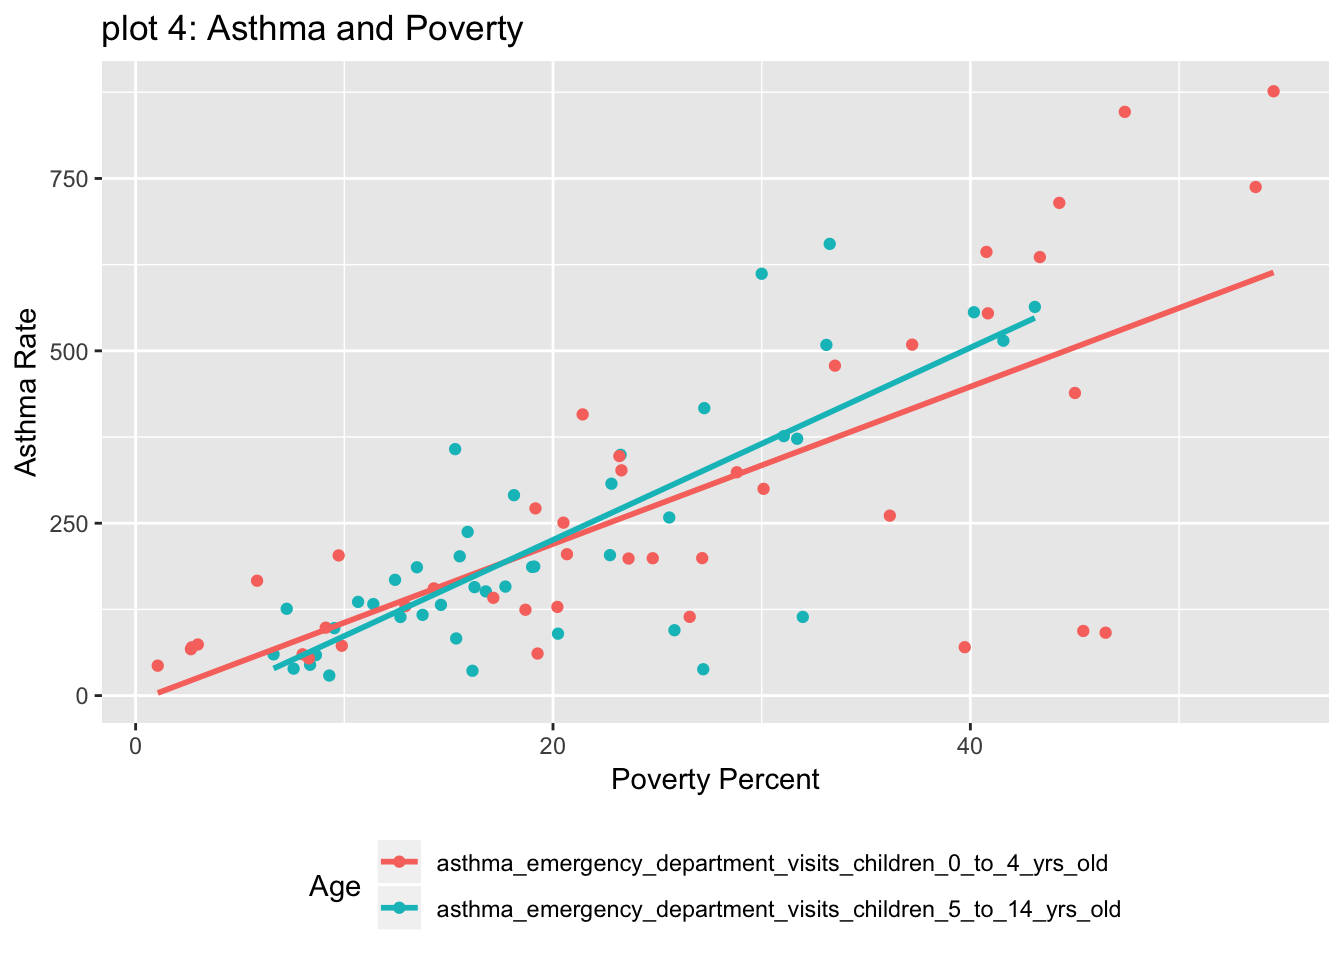 plot 4: Asthma and Poverty
Asthma Rate
750
500
250
0
0 20 40
Poverty Percent
Age
asthma_emergency_department_visits_children_0_to_4_yrs_old
asthma_emergency_department_visits_children_5_to_14_yrs_old